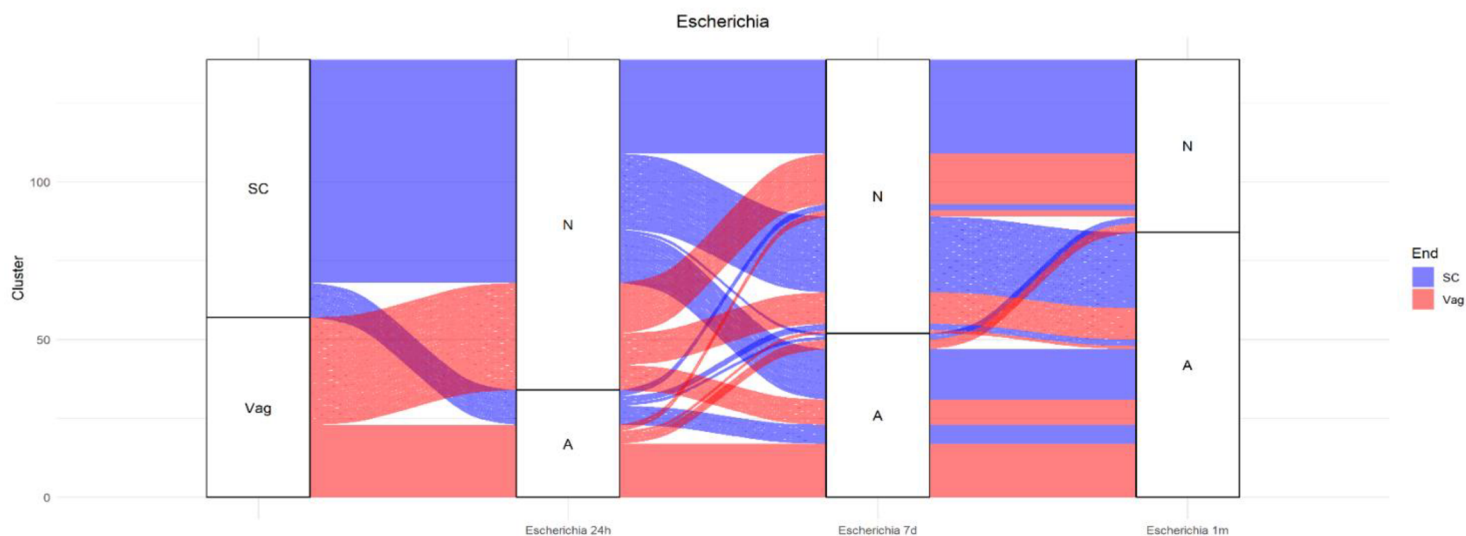 Escherichia
Cluster
100
50
0
SC
Vag
N
A
N
A
N
A
End
SC
Vag
Escherichia 24h
Escherichia 7d
Escherichia 1m